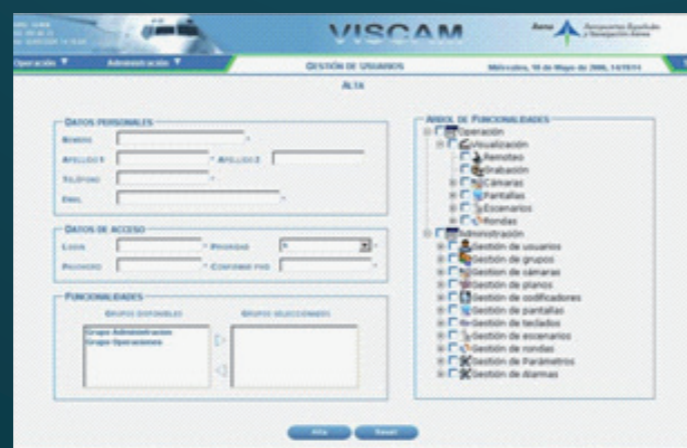 VISCAM
Aena
Aeropuertos Españoles
y Navegación Aérea
Operación
Administración
GESTIÓN DE USUARIOS
Miércoles, 10 de Mayo de 2006,
ALTA
DATOS PERSONALES
NOMBRE
APELLIDO 1
* APELLIDO 2
TELÉFONO
EMAIL
DATOS DE ACCESO
LOGIN
* PRIORIDAD
PASSWORD
* CONFIRMAR PWD
FUNCIONALIDADES
GRUPOS DISPONIBLES
GRUPOS SELECCIONADOS
Grupo Administracion
Grupo Operaciones
ÁRBOL DE FUNCIONALIDADES
Operación
Visualización
Remoteo
Grabación
Cámaras
Pantallas
Escenarios
Rondas
Administración
Gestión de usuarios
Gestión de grupos
Gestion de cámaras
Gestión de planos
Gestión de codificadores
Gestión de pantallas
Gestión de teclados
Gestión de escenarios
Gestión de rondas
Gestión de Parámetros
Gestión de Alarmas
Alta
Reset